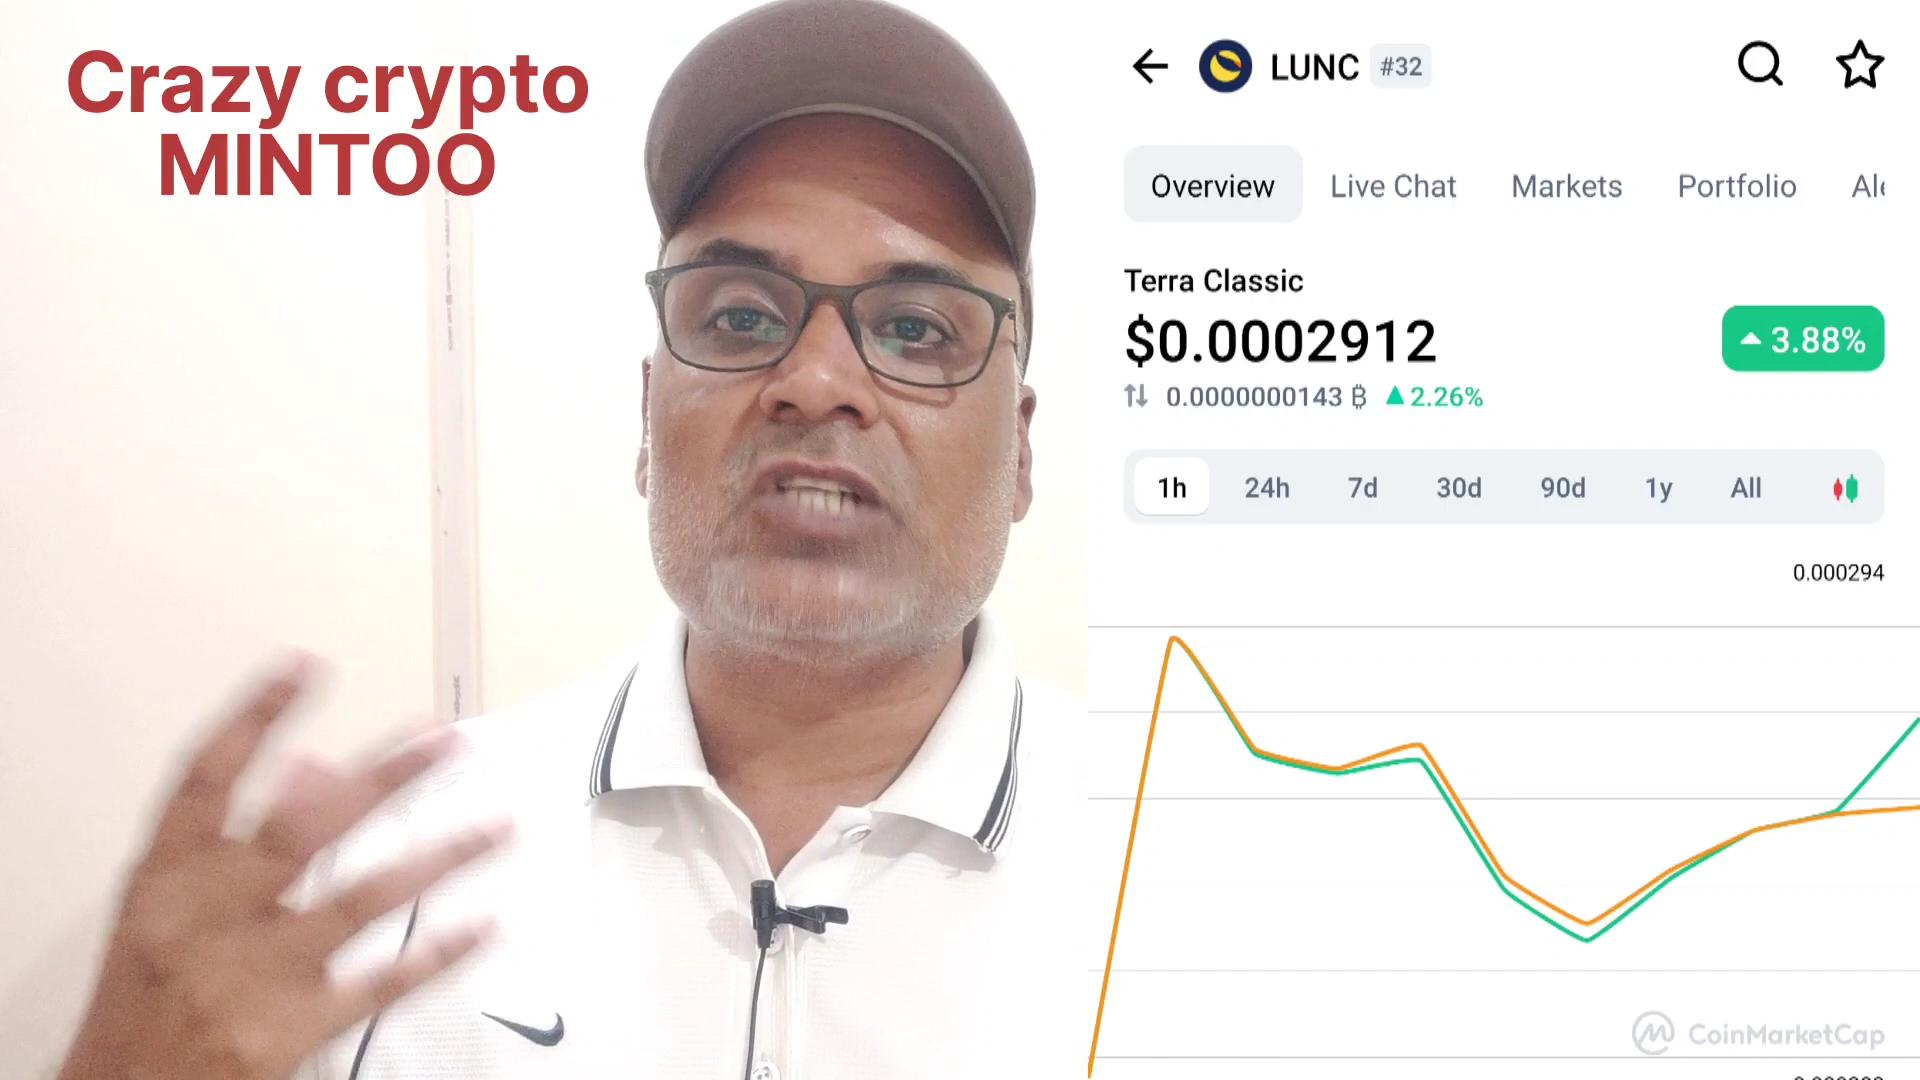 Crazy crypto
MINTOO
LUNC #32
Overview Live Chat Markets Portfolio
Terra Classic
$0.0002912
3.88%
0.0000000143 ₿ 2.26%
1h 24h 7d 30d 90d 1y All
0.000294
CoinMarketCap